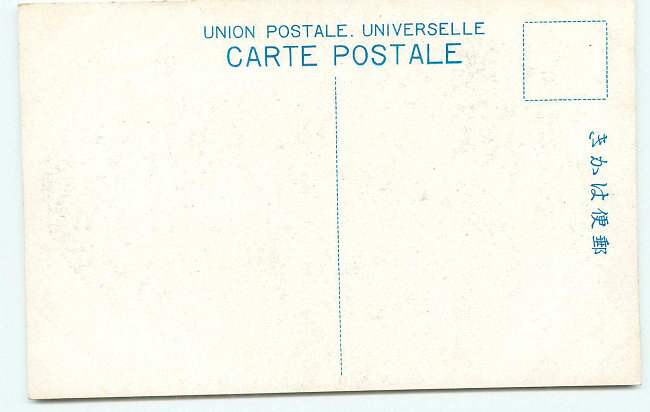 UNION POSTALE. UNIVERSELLE
CARTE POSTALE
郵便はかき